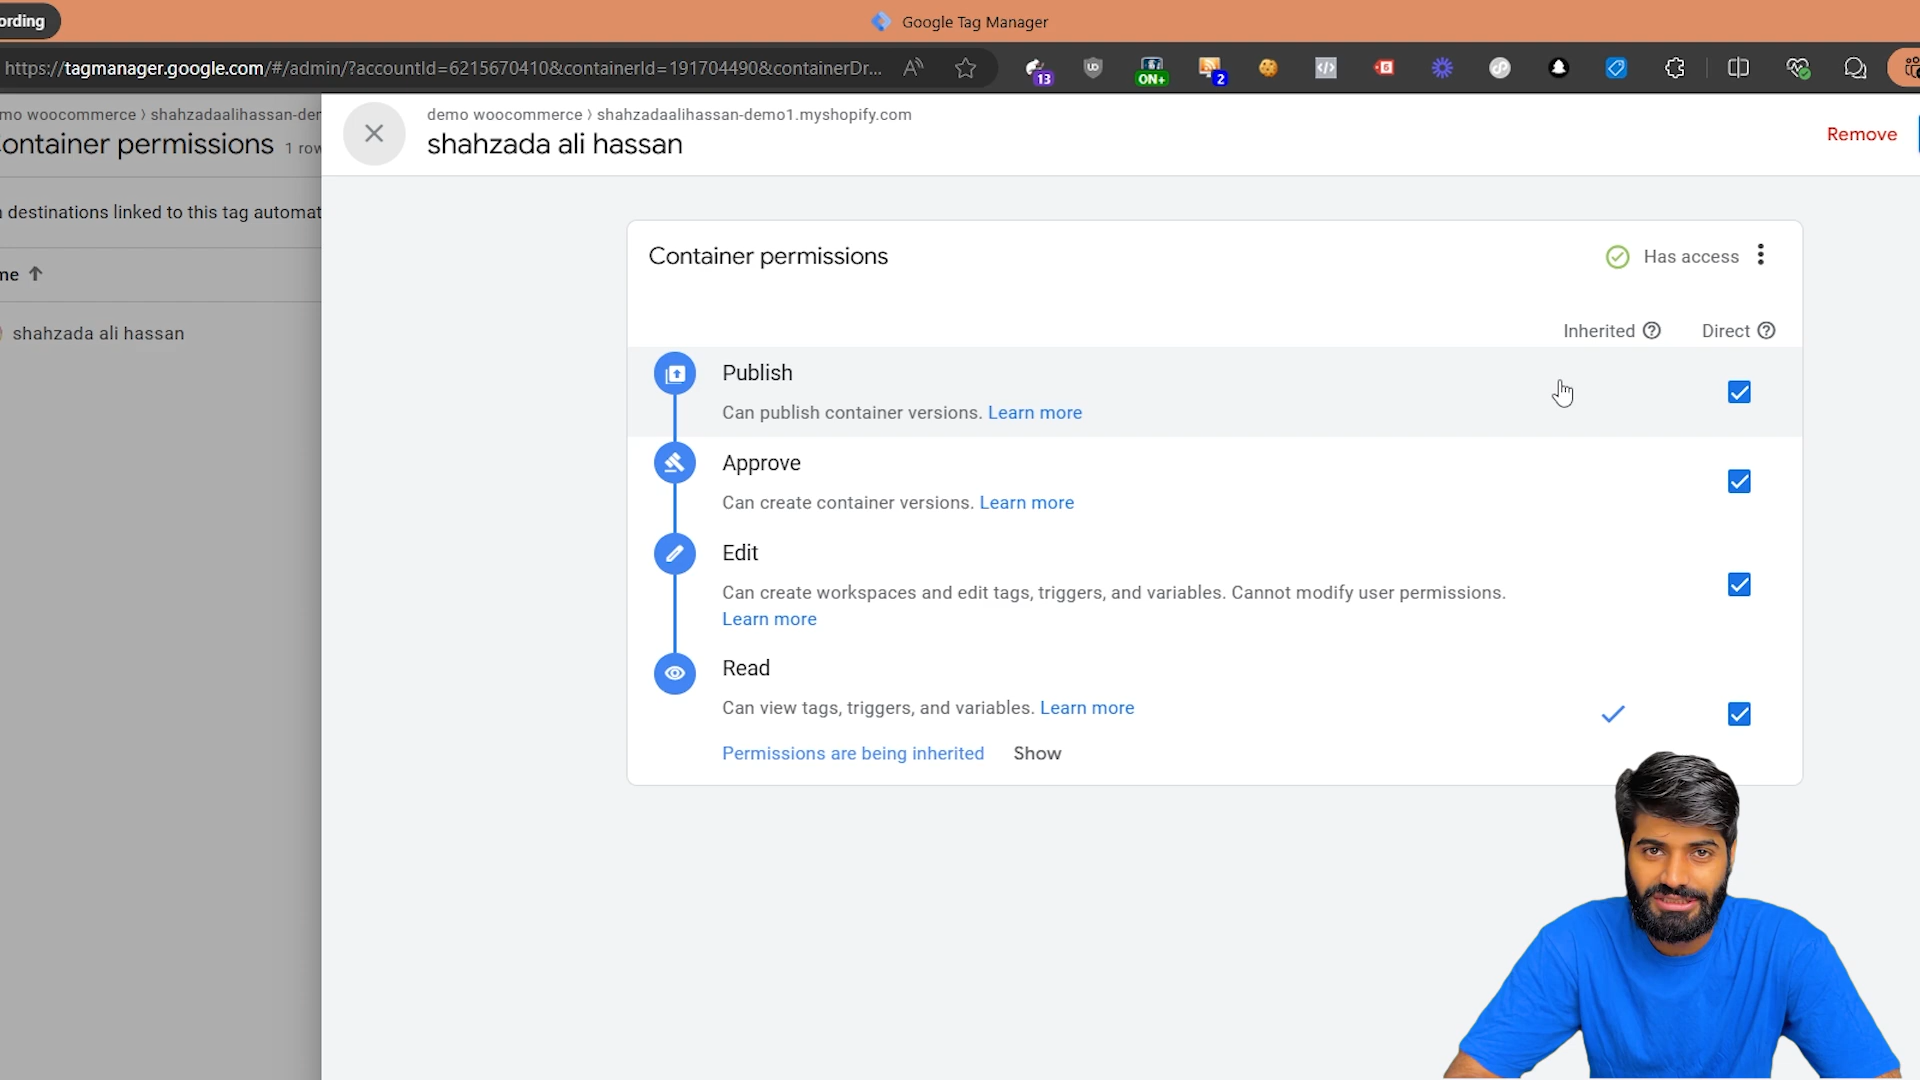 ording
Google Tag Manager
https://tagmanager.google.com/#/admin/?accountId=6215670410&containerId=191704490&containerDr...
13
ON+
2
mo woocommerce > shahzadaalihassan-der
ontainer permissions 1 row
destinations linked to this tag automat
me
shahzada ali hassan
demo woocommerce > shahzadaalihassan-demo1.myshopify.com
shahzada ali hassan
Remove
Container permissions
Has access
Inherited
Direct
Publish
Can publish container versions. Learn more
Approve
Can create container versions. Learn more
Edit
Can create workspaces and edit tags, triggers, and variables. Cannot modify user permissions.
Learn more
Read
Can view tags, triggers, and variables. Learn more
Permissions are being inherited Show